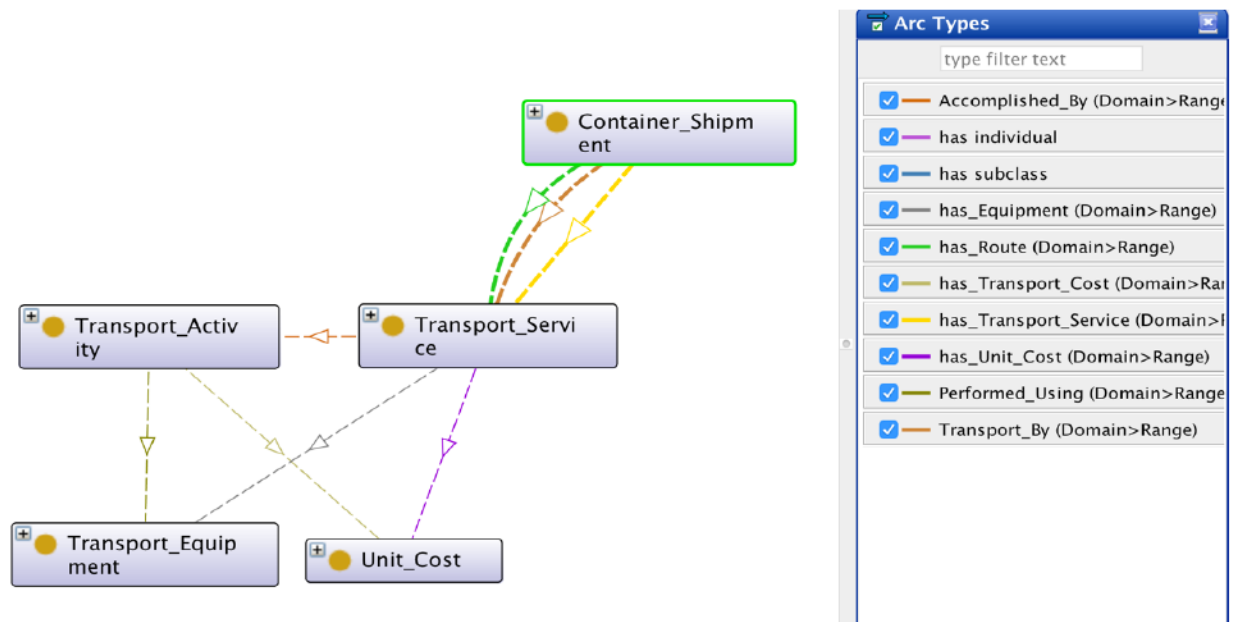 Arc Types
type filter text
Container_Shipm
ent
Accomplished_By (Domain>Range
has individual
has subclass
has_Equipment (Domain>Range)
has_Route (Domain>Range)
has_Transport_Cost (Domain>Ra
has_Transport_Service (Domain>
has_Unit_Cost (Domain>Range)
Performed_Using (Domain>Range
Transport_By (Domain>Range)
Transport_Activ
ity
Transport_Servi
ce
Transport_Equip
ment
Unit_Cost